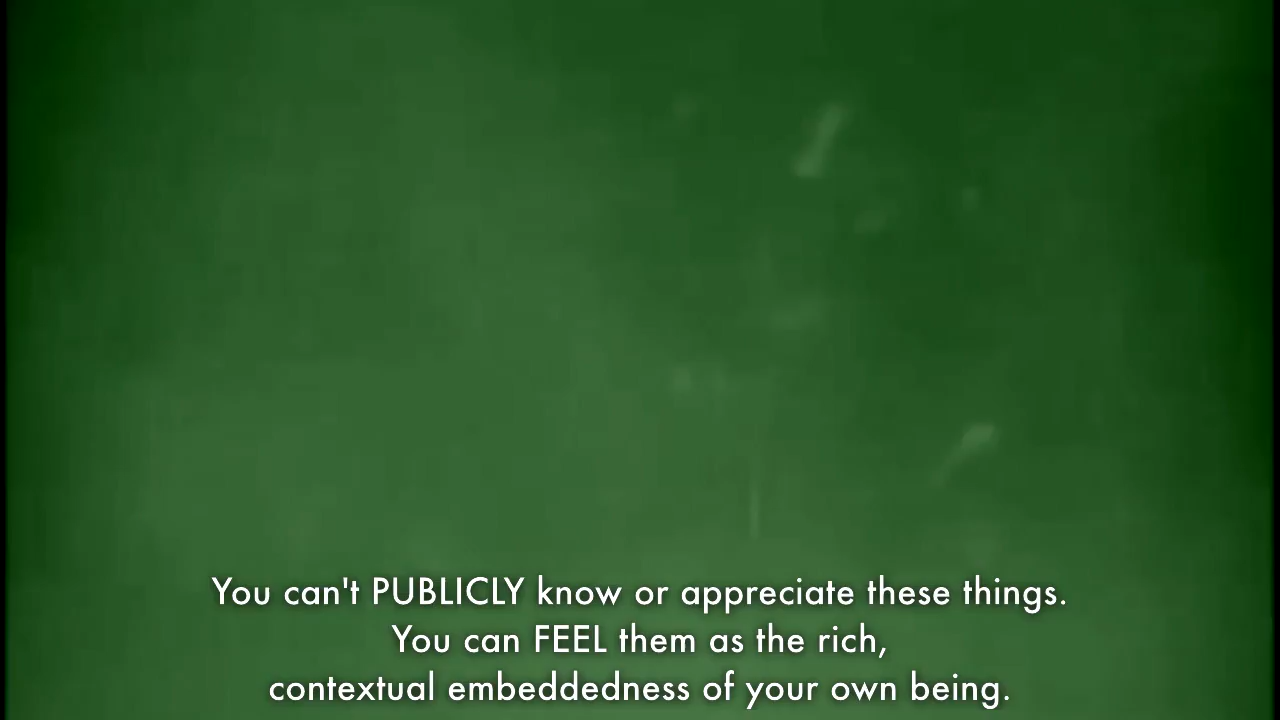 You can't PUBLICLY know or appreciate these things.
You can FEEL them as the rich,
contextual embeddedness of your own being.